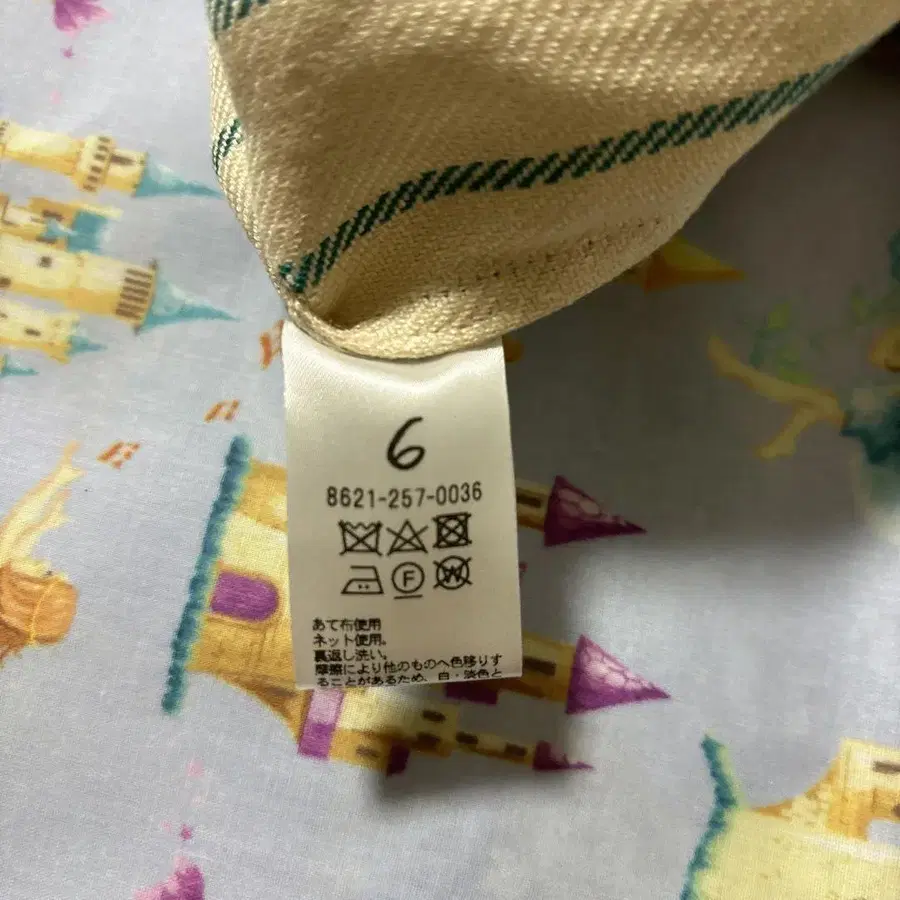 6
8621-257-0036
F
W
あて布使用
ネット使用。
裏返し洗い。
摩擦により他のものへ色移りす
ることがあるため、白・淡色と